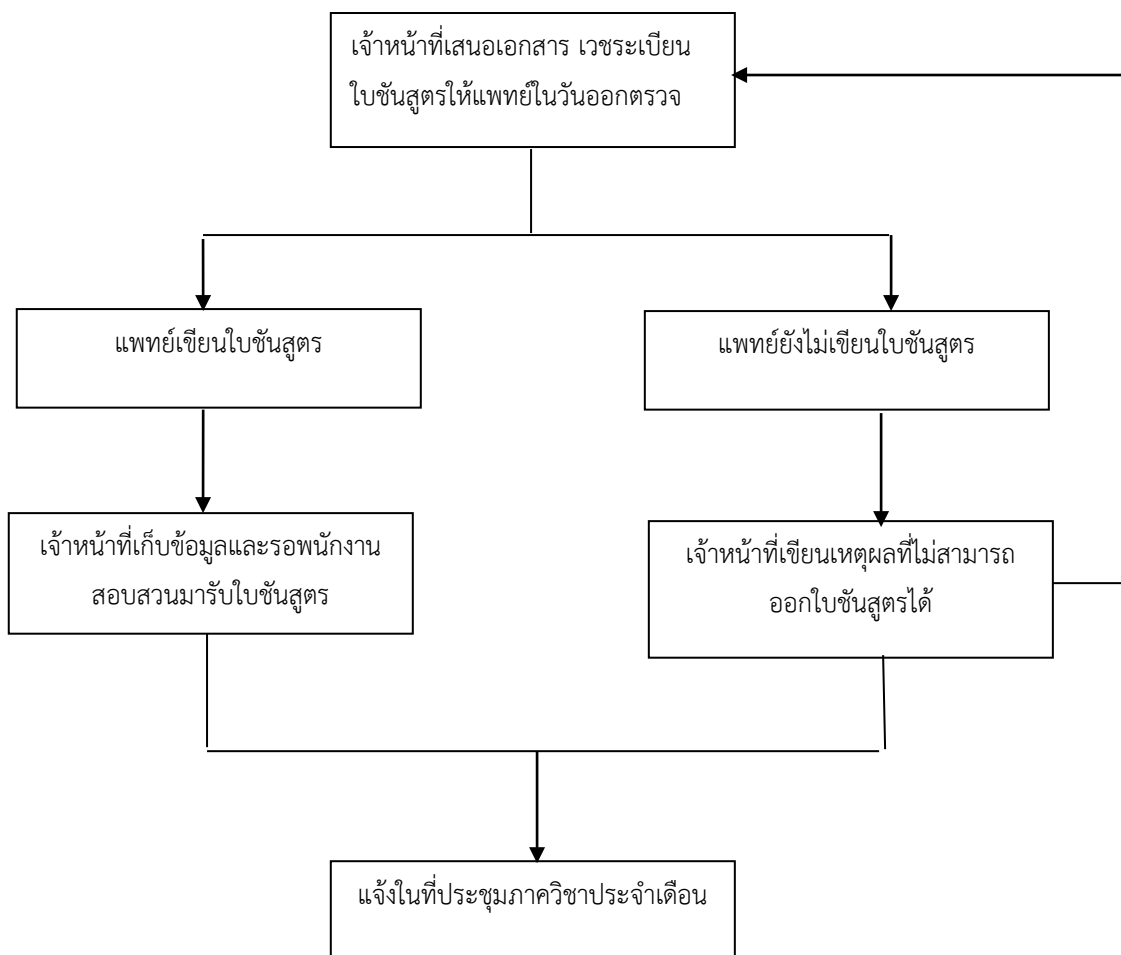 เจ้าหน้าที่เสนอเอกสาร เวชระเบียน
ใบชันสูตรให้แพทย์ในวันออกตรวจ
แพทย์เขียนใบชันสูตร
แพทย์ยังไม่เขียนใบชันสูตร
เจ้าหน้าที่เก็บข้อมูลและรอพนักงาน
สอบสวนมารับใบชันสูตร
เจ้าหน้าที่เขียนเหตุผลที่ไม่สามารถ
ออกใบชันสูตรได้
แจ้งในที่ประชุมภาควิชาประจำเดือน